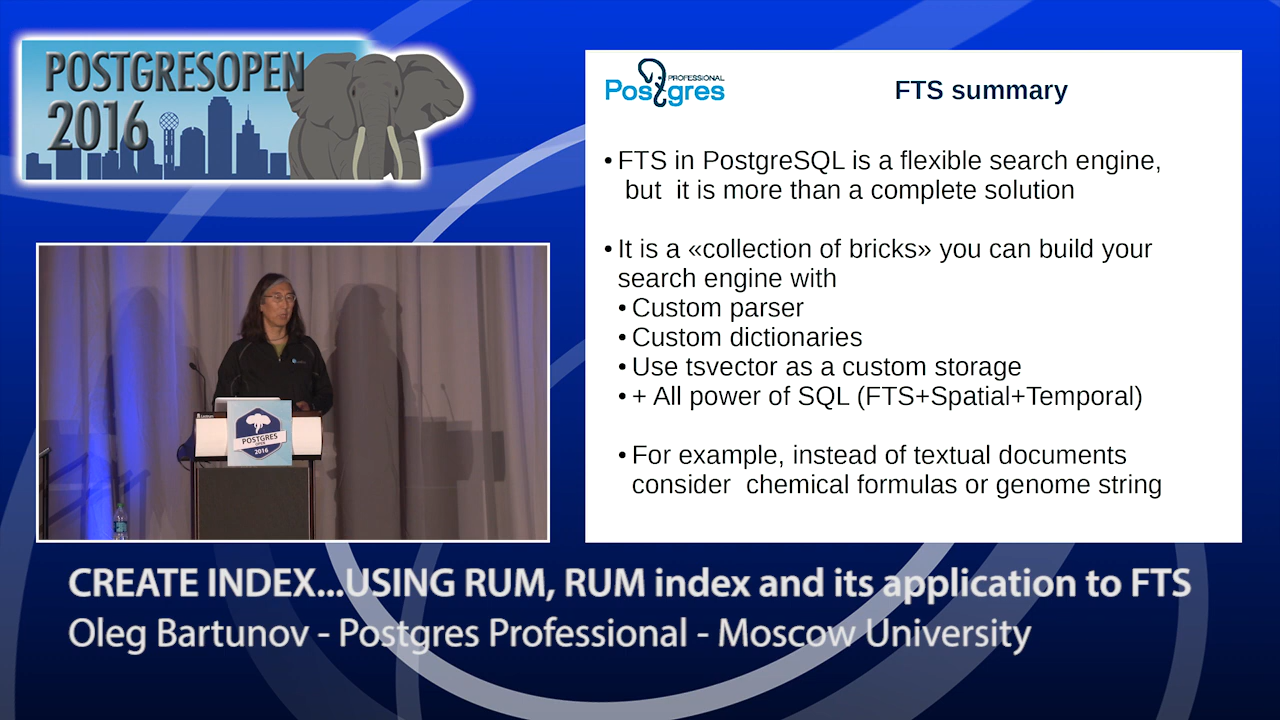 POSTGRESOPEN
2016
PROFESSIONAL
Postgres
FTS summary
• FTS in PostgreSQL is a flexible search engine,
but it is more than a complete solution
• It is a «collection of bricks» you can build your
search engine with
• Custom parser
• Custom dictionaries
• Use tsvector as a custom storage
• + All power of SQL (FTS+Spatial+Temporal)
• For example, instead of textual documents
consider chemical formulas or genome string
POSTGRES
OPEN
2016
CREATE INDEX...USING RUM, RUM index and its application to FTS
Oleg Bartunov - Postgres Professional - Moscow University